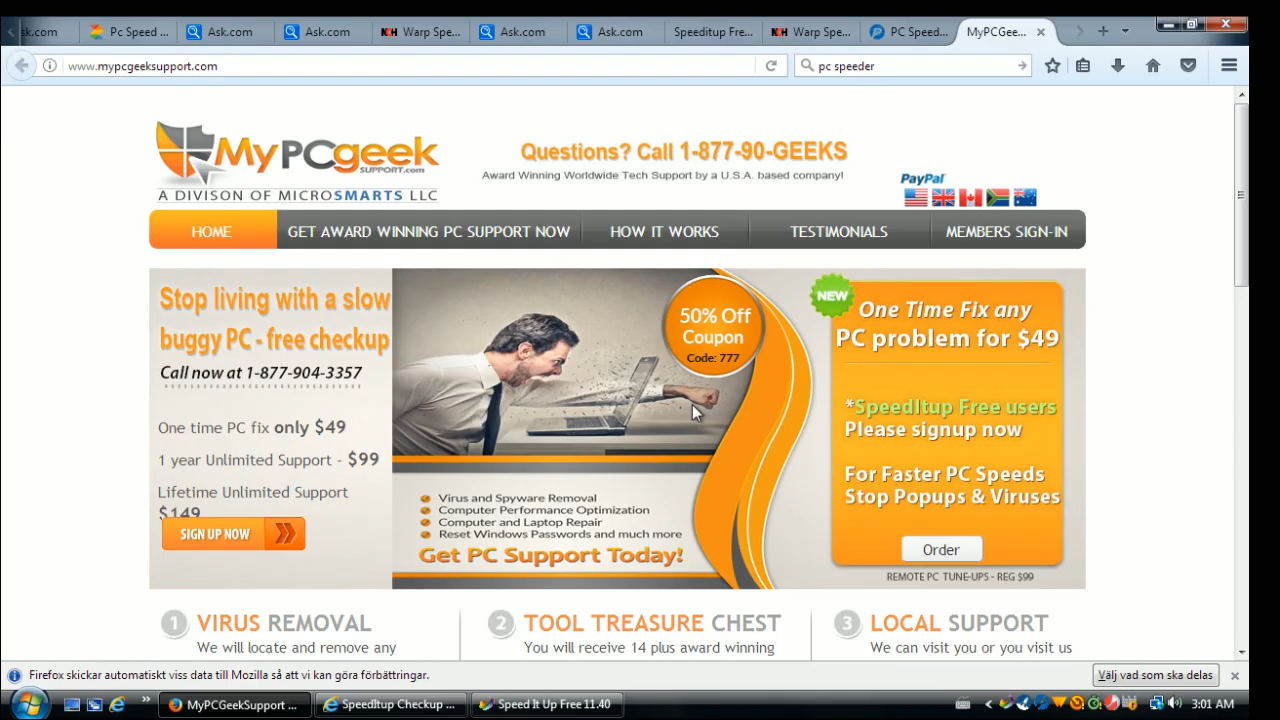 sk.com
Pc Speed ...
Ask.com
Ask.com
Warp Spe...
Ask.com
Ask.com
Speeditup Fre...
Warp Spe...
PC Speed...
MyPCGee...
www.mypcgeeksupport.com
pc speeder
MyPCgeek
SUPPORT.com
A DIVISON OF MICROSMARTS LLC
Questions? Call 1-877-90-GEEKS
Award Winning Worldwide Tech Support by a U.S.A. based company!
PayPal
HOME
GET AWARD WINNING PC SUPPORT NOW
HOW IT WORKS
TESTIMONIALS
MEMBERS SIGN-IN
Stop living with a slow
buggy PC - free checkup
Call now at 1-877-904-3357
One time PC fix only $49
1 year Unlimited Support - $99
Lifetime Unlimited Support
$149
SIGN UP NOW
50% Off
Coupon
Code: 777
Virus and Spyware Removal
Computer Performance Optimization
Computer and Laptop Repair
Reset Windows Passwords and much more
Get PC Support Today!
NEW
One Time Fix any
PC problem for $49
*SpeedItup Free users
Please signup now
For Faster PC Speeds
Stop Popups & Viruses
Order
REMOTE PC TUNE-UPS - REG $99
1 VIRUS REMOVAL
We will locate and remove any
2 TOOL TREASURE CHEST
You will receive 14 plus award winning
3 LOCAL SUPPORT
We can visit you or you visit us
Firefox skickar automatiskt viss data till Mozilla så att vi kan göra förbättringar.
Välj vad som ska delas
MyPCGeekSupport ...
SpeedItup Checkup ...
Speed It Up Free 11.40
3:01 AM